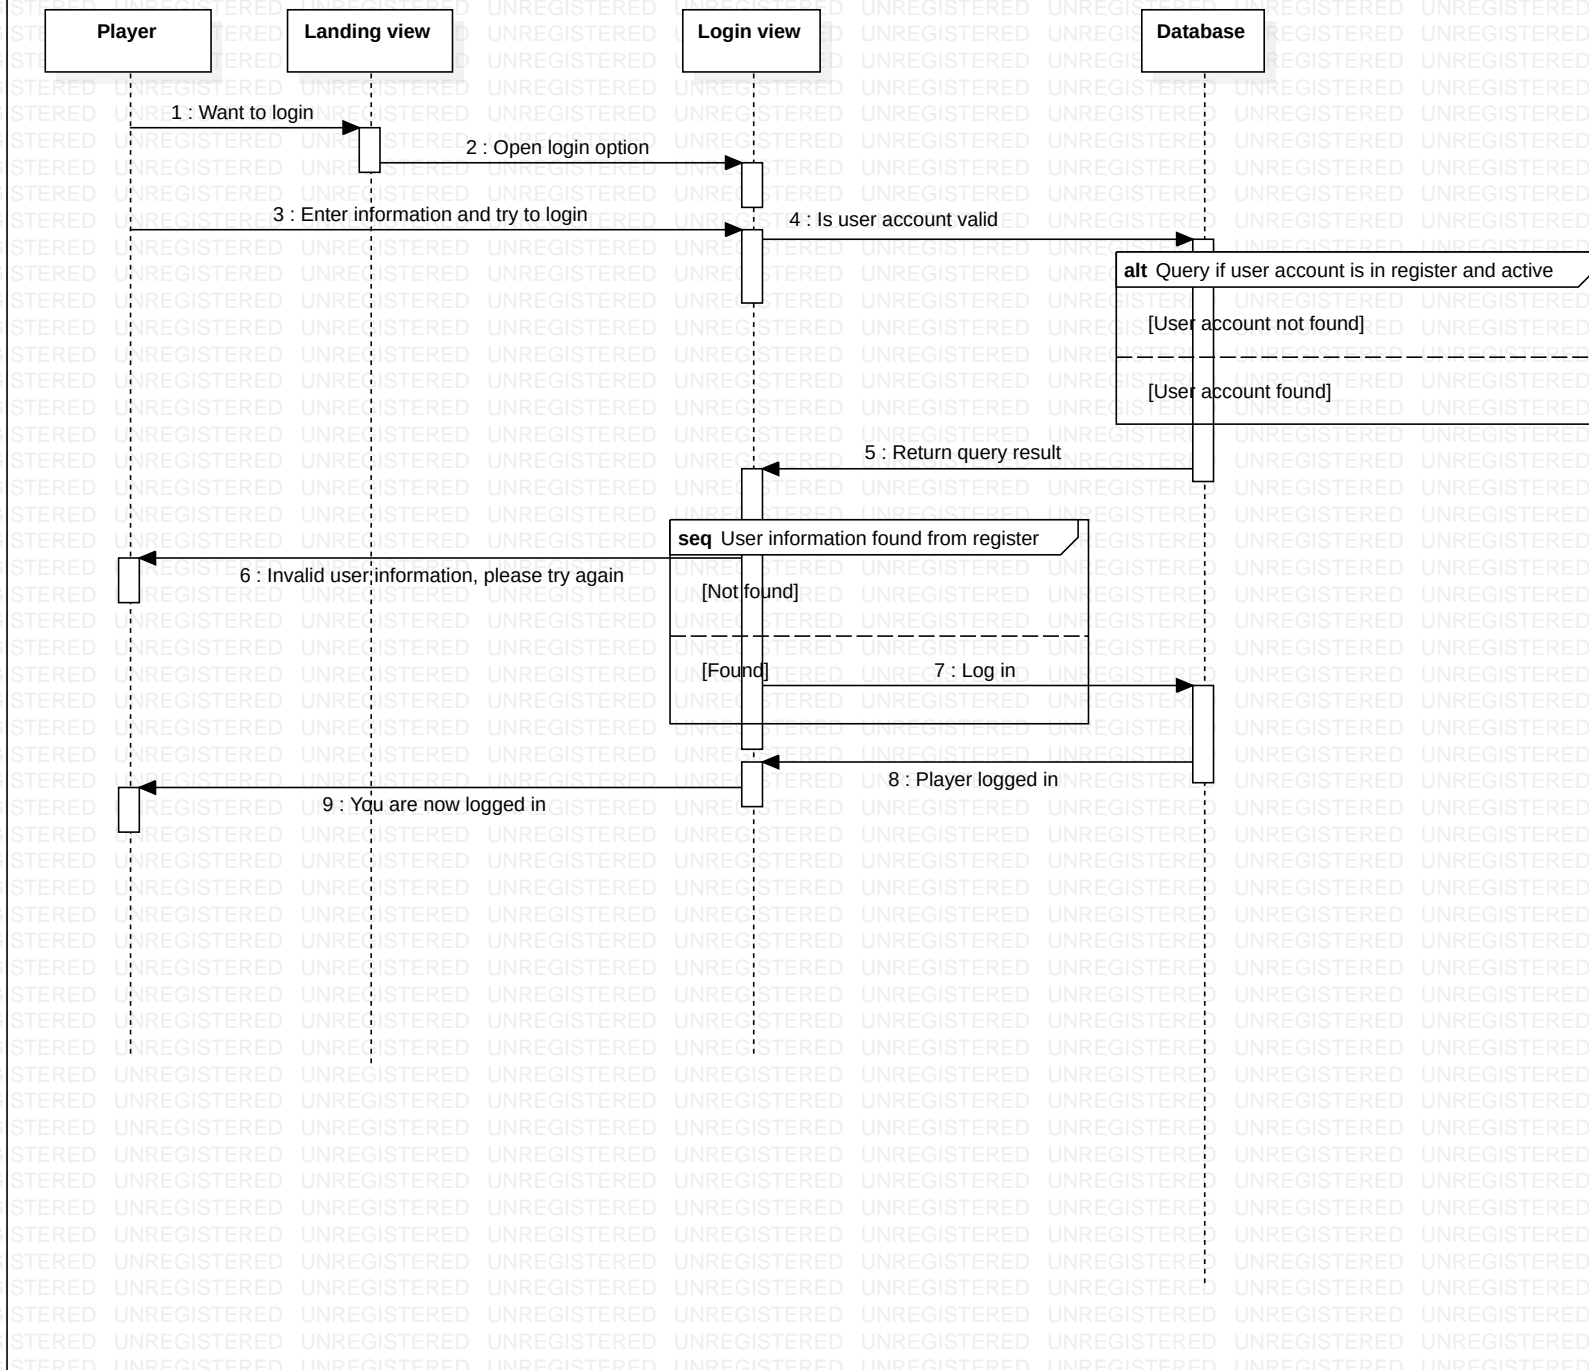 Player
Landing view
Login view
Database
1 : Want to login
2 : Open login option
3 : Enter information and try to login
4 : Is user account valid
alt Query if user account is in register and active
[User account not found]
[User account found]
5 : Return query result
seq User information found from register
6 : Invalid user information, please try again
[Not found]
[Found]
7 : Log in
8 : Player logged in
9 : You are now logged in
UNREGISTERED